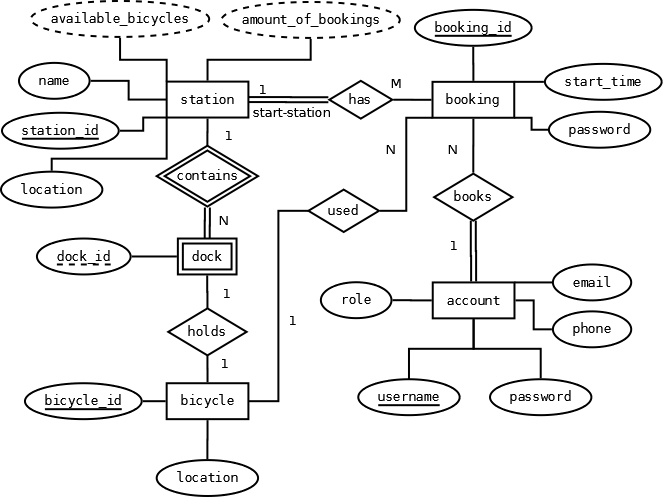 available_bicycles
amount_of_bookings
booking_id
name
station
1
has
M
booking
start_time
start-station
station_id
password
1
location
contains
N
N
books
used
N
dock_id
dock
1
1
role
account
email
phone
holds
1
1
bicycle_id
bicycle
username
password
location